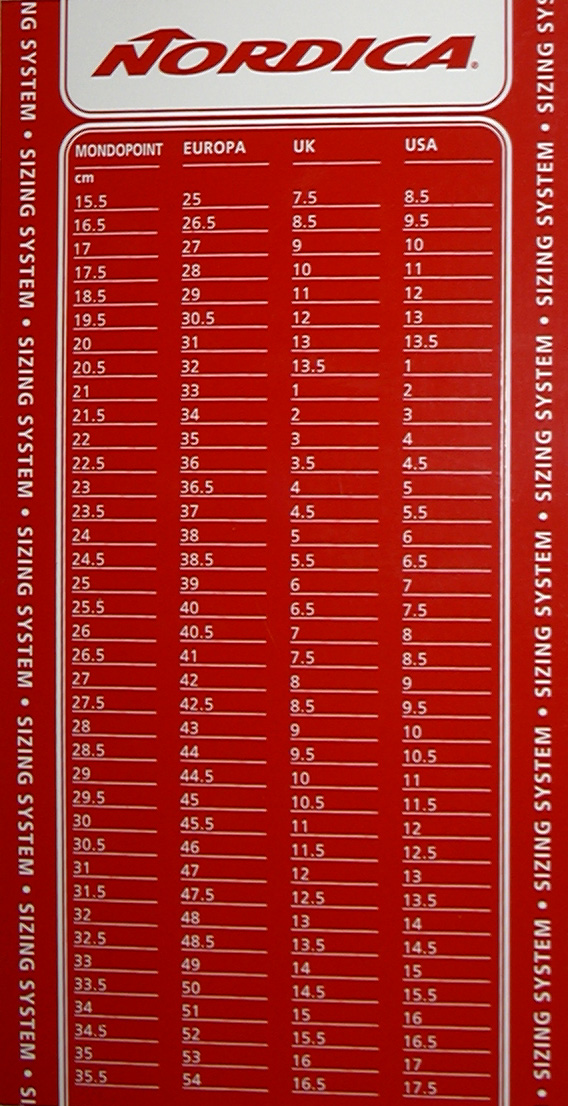 NORDICA®
MONDOPOINT EUROPA UK USA
cm
15.5 25 7.5 8.5
16.5 26.5 8.5 9.5
17 27 9 10
17.5 28 10 11
18.5 29 11 12
19.5 30.5 12 13
20 31 13 13.5
20.5 32 13.5 1
21 33 1 2
21.5 34 2 3
22 35 3 4
22.5 36 3.5 4.5
23 36.5 4 5
23.5 37 4.5 5.5
24 38 5 6
24.5 38.5 5.5 6.5
25 39 6 7
25.5 40 6.5 7.5
26 40.5 7 8
26.5 41 7.5 8.5
27 42 8 9
27.5 42.5 8.5 9.5
28 43 9 10
28.5 44 9.5 10.5
29 44.5 10 11
29.5 45 10.5 11.5
30 45.5 11 12
30.5 46 11.5 12.5
31 47 12 13
31.5 47.5 12.5 13.5
32 48 13 14
32.5 48.5 13.5 14.5
33 49 14 15
33.5 50 14.5 15.5
34 51 15 16
34.5 52 15.5 16.5
35 53 16 17
35.5 54 16.5 17.5
NG SYSTEM • SIZING SYSTEM • SIZING SYSTEM • SIZING SYSTEM • SIZING SYSTEM • SIZING SYSTEM • SI
• SIZING SYSTEM • SIZING SYSTEM • SIZING SYSTEM • SIZING SYSTEM • SIZING SYSTEM • SIZING SYS